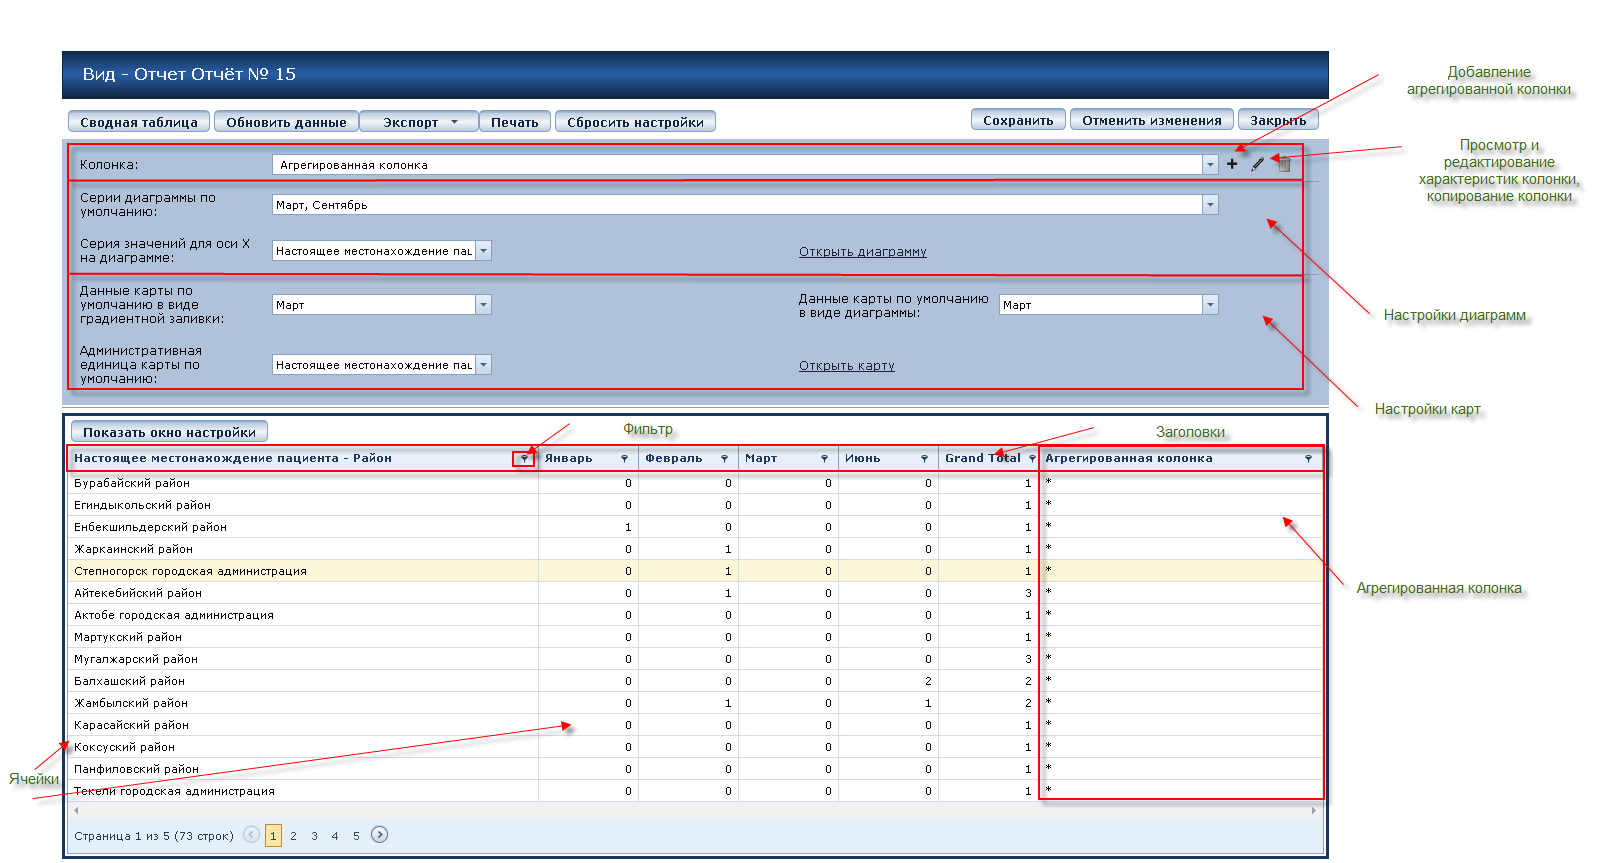 Вид - Отчет Отчёт № 15
Добавление
агрегированной колонки
Сводная таблица Обновить данные Экспорт Печать Сбросить настройки Сохранить Отменить изменения Закрыть
Просмотр и
редактирование
характеристик колонки,
копирование колонки
Колонка: Агрегированная колонка
Серии диаграммы по
умолчанию:
Март, Сентябрь
Серия значений для оси X
на диаграмме:
Настоящее местонахождение пац
Открыть диаграмму
Данные карты по
умолчанию в виде
градиентной заливки:
Март
Данные карты по умолчанию
в виде диаграммы:
Март
Настройки диаграмм
Административная
единица карты по
умолчанию:
Настоящее местонахождение пац
Открыть карту
Настройки карт
Показать окно настройки
Фильтр
Заголовки
Настоящее местонахождение пациента - Район Январь Февраль Март Июнь Grand Total Агрегированная колонка
Бурабайский район 0 0 0 0 1 *
Егиндыкольский район 0 0 0 0 1 *
Енбекшильдерский район 1 0 0 0 1 *
Жаркаинский район 0 1 0 0 1 *
Степногорск городская администрация 0 1 0 0 1 *
Айтекебийский район 0 1 0 0 3 *
Актобе городская администрация 0 0 0 0 1 *
Мартукский район 0 0 0 0 1 *
Мугалжарский район 0 0 0 0 3 *
Балхашский район 0 0 0 2 2 *
Жамбылский район 0 1 0 1 2 *
Карасайский район 0 0 0 0 1 *
Коксуский район 0 0 0 0 1 *
Панфиловский район 0 0 0 0 1 *
Текели городская администрация 0 0 0 0 1 *
Агрегированная колонка
Ячейки
Страница 1 из 5 (73 строк) 1 2 3 4 5